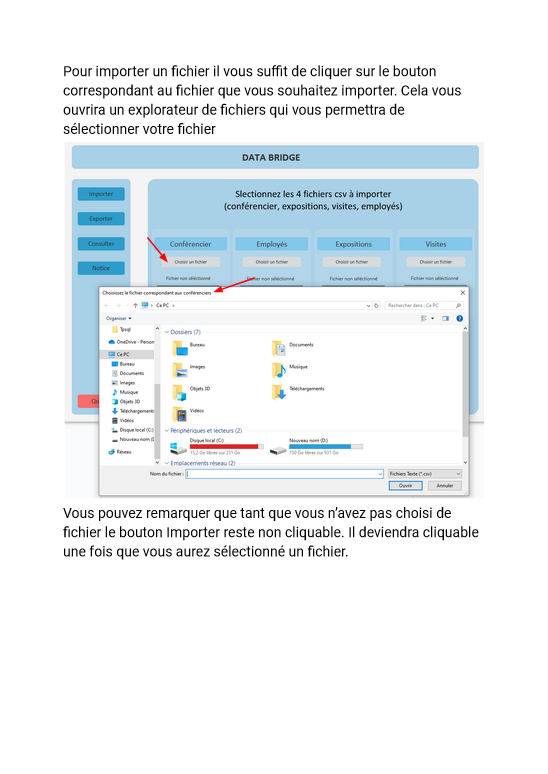 Pour importer un fichier il vous suffit de cliquer sur le bouton
correspondant au fichier que vous souhaitez importer. Cela vous
ouvrira un explorateur de fichiers qui vous permettra de
sélectionner votre fichier
DATA BRIDGE
Importer
Exporter
Consulter
Notice
Slectionnez les 4 fichiers csv à importer
(conférencier, expositions, visites, employés)
Conférencier Employés Expositions Visites
Choisir un fichier Choisir un fichier Choisir un fichier Choisir un fichier
Fichier non sélectionné Fichier non sélectionné Fichier non sélectionné Fichier non sélectionné
Choisissez le fichier correspondant aux conférenciers
Ce PC
Rechercher dans : Ce PC
Organiser
Tpsql
OneDrive - Person
Ce PC
Bureau
Documents
Images
Musique
Objets 3D
Téléchargements
Vidéos
Disque local (C:)
Nouveau nom (D
Réseau
Dossiers (7)
Bureau Documents
Images Musique
Objets 3D Téléchargements
Vidéos
Périphériques et lecteurs (2)
Disque local (C:) Nouveau nom (D:)
15,2 Go libres sur 221 Go 150 Go libres sur 931 Go
Emplacements réseau (2)
Nom du fichier : Fichiers Texte (*.csv)
Ouvrir Annuler
Vous pouvez remarquer que tant que vous n’avez pas choisi de
fichier le bouton Importer reste non cliquable. Il deviendra cliquable
une fois que vous aurez sélectionné un fichier.